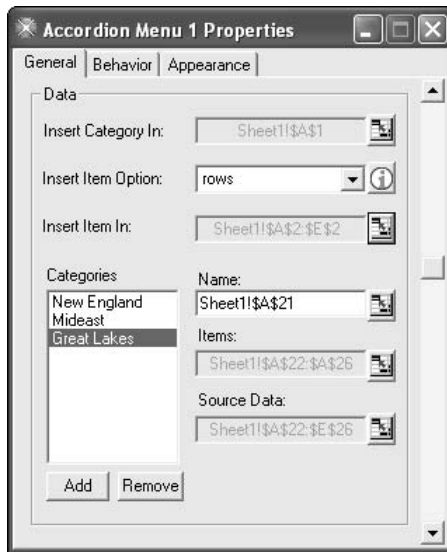 Accordion Menu 1 Properties
General Behavior Appearance
Data
Insert Category In: Sheet1!$A$1
Insert Item Option: rows
Insert Item In: Sheet1!$A$2:$E$2
Categories
New England
Mideast
Great Lakes
Name:
Sheet1!$A$21
Items:
Sheet1!$A$22:$A$26
Source Data:
Sheet1!$A$22:$E$26
Add Remove